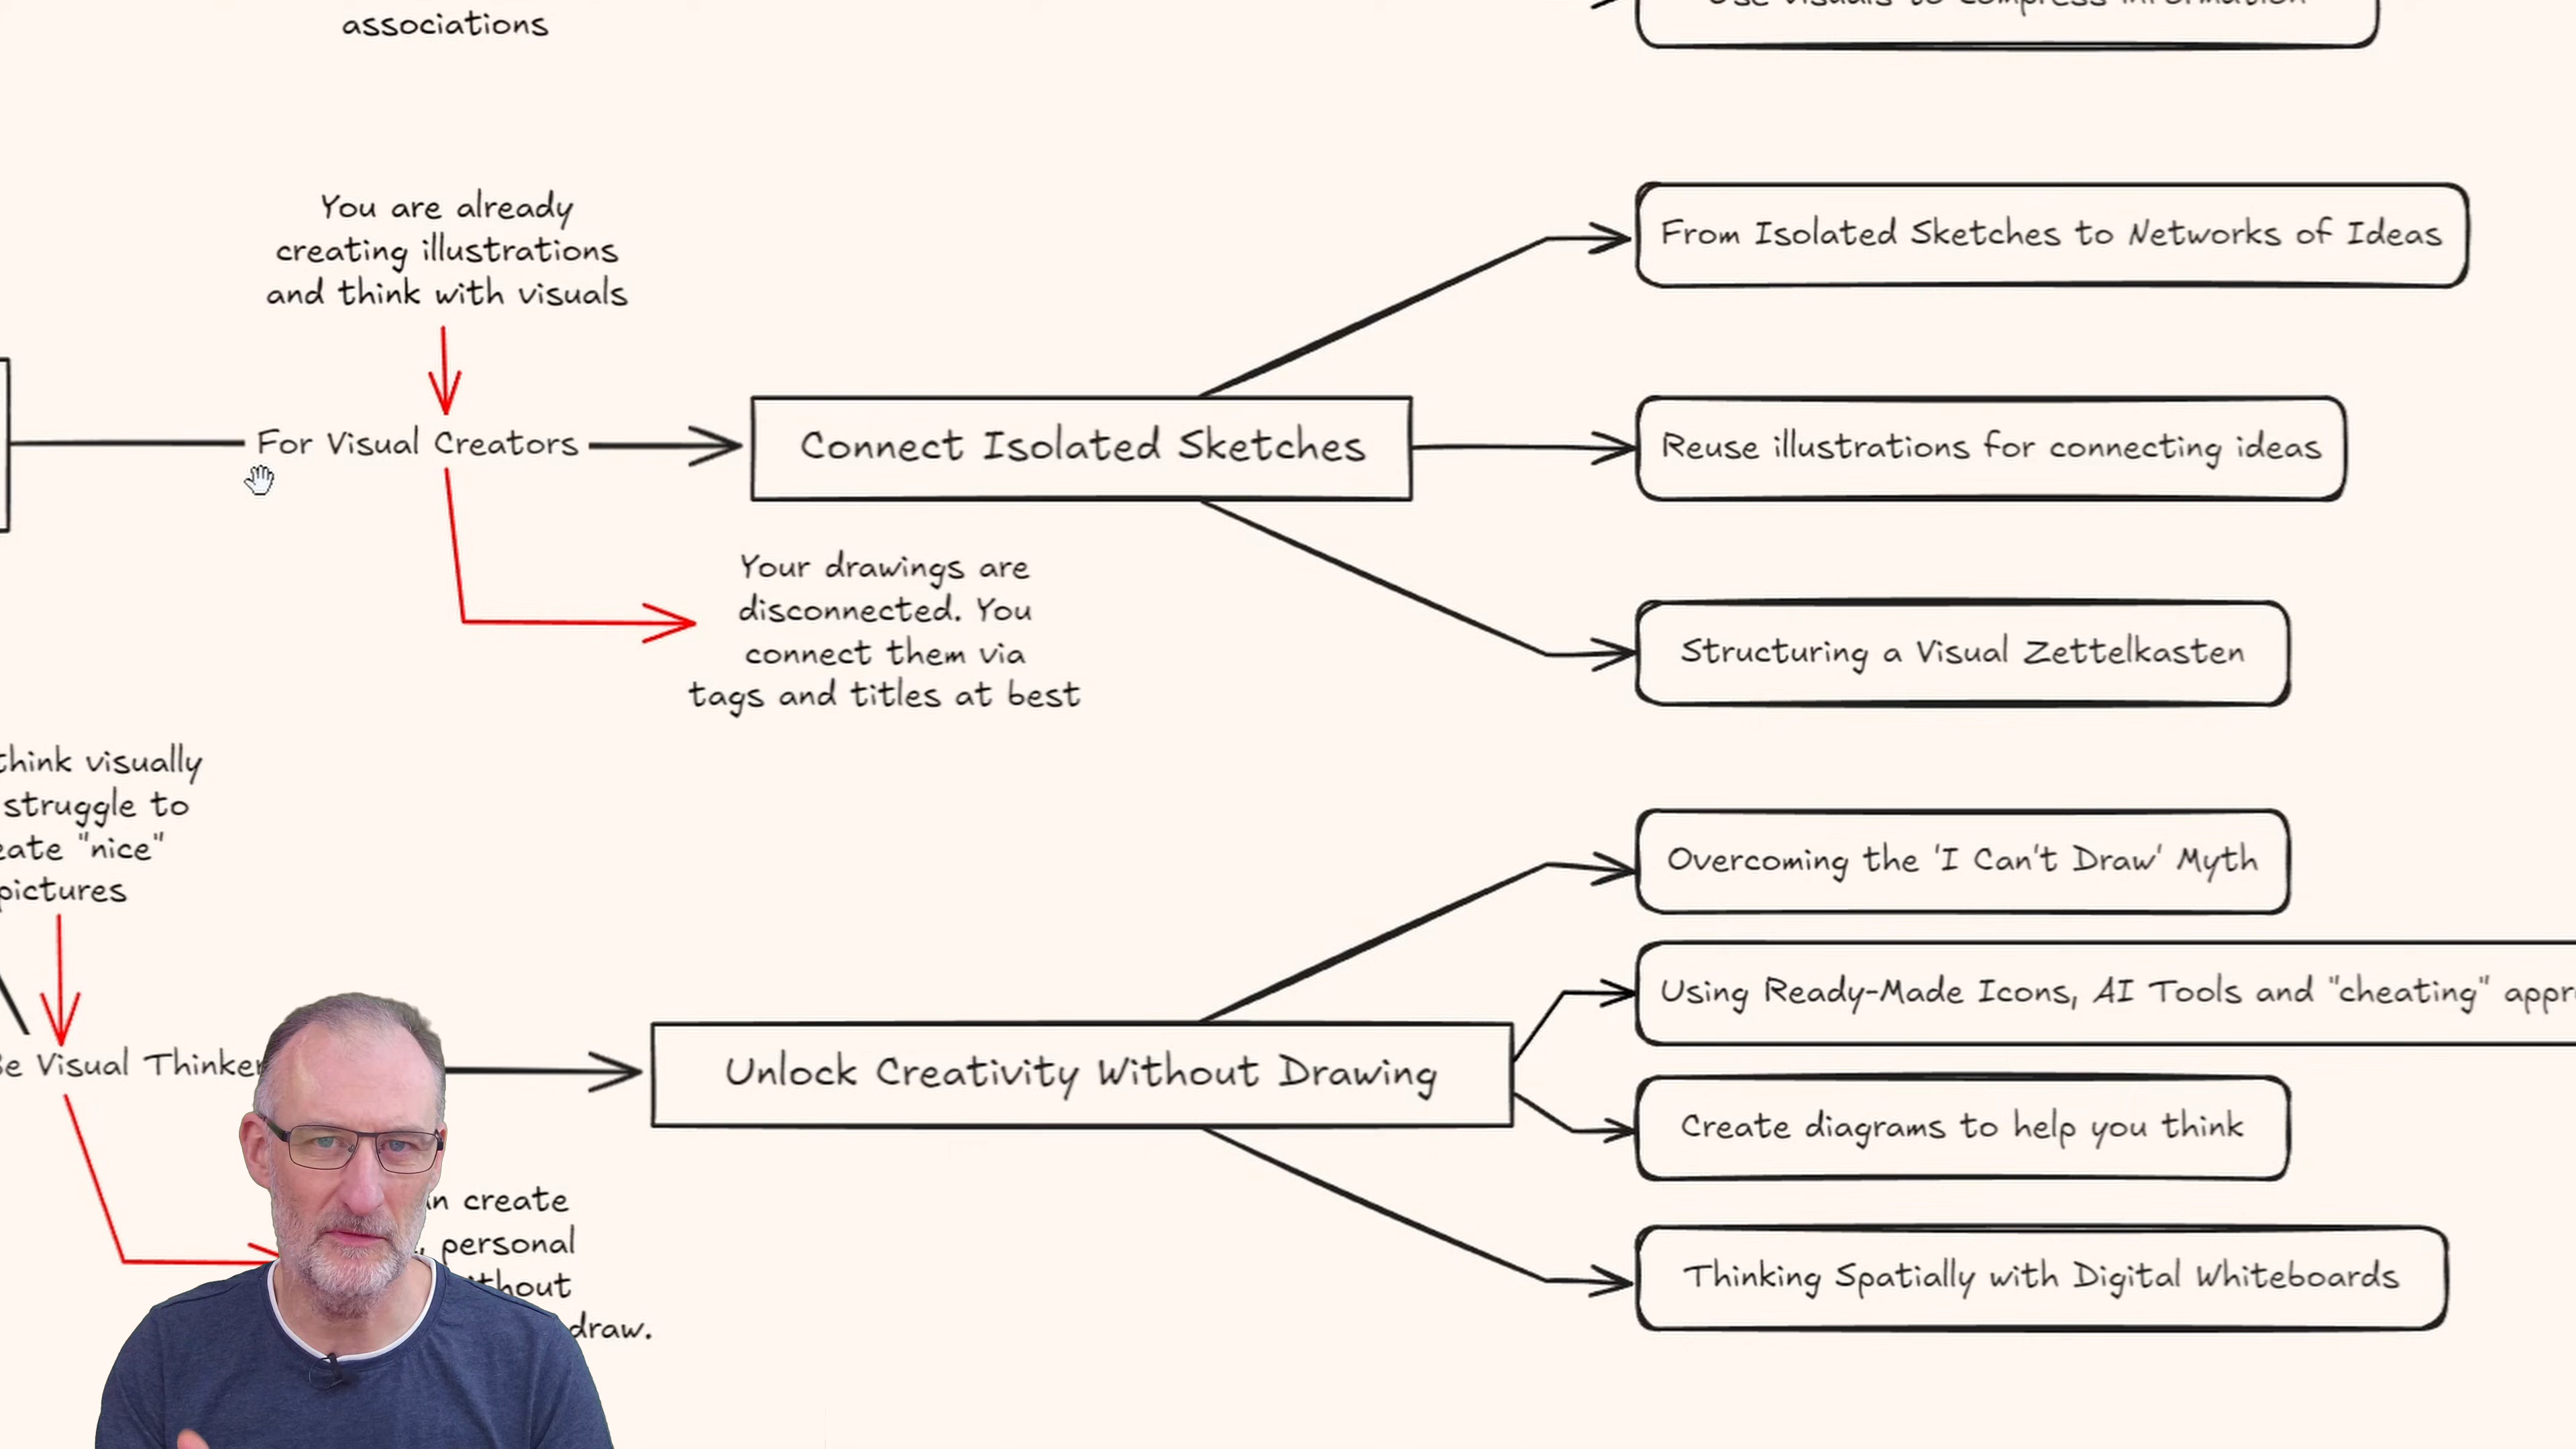 associations
You are already
creating illustrations
and think with visuals
For Visual Creators
Connect Isolated Sketches
From Isolated Sketches to Networks of Ideas
Reuse illustrations for connecting ideas
Structuring a Visual Zettelkasten
Your drawings are
disconnected. You
connect them via
tags and titles at best
think visually
struggle to
"nice"
pictures
Be Visual Thinker
Unlock Creativity Without Drawing
Overcoming the 'I Can't Draw' Myth
Using Ready-Made Icons, AI Tools and "cheating"
Create diagrams to help you think
Thinking Spatially with Digital Whiteboards
create
personal
draw.